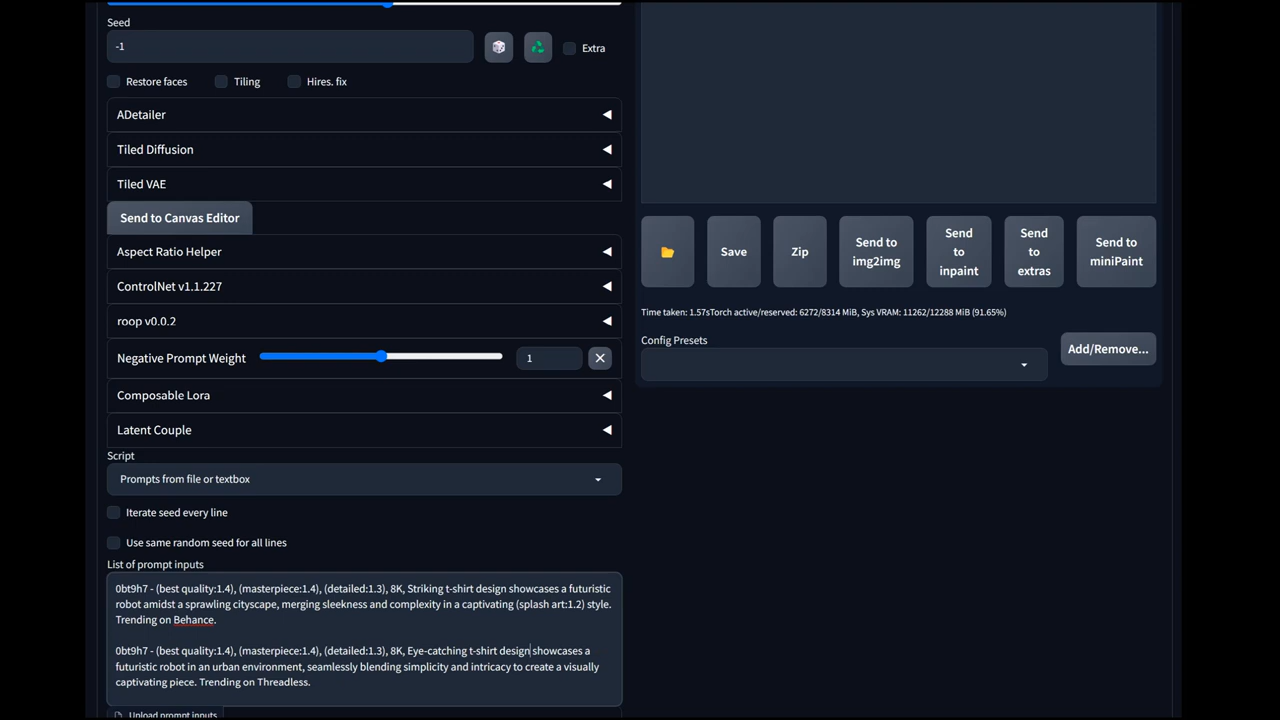 Seed
-1
Extra
Restore faces
Tiling
Hires. fix
ADetailer
Tiled Diffusion
Tiled VAE
Send to Canvas Editor
Aspect Ratio Helper
ControlNet v1.1.227
roop v0.0.2
Negative Prompt Weight
1
Composable Lora
Latent Couple
Script
Prompts from file or textbox
Iterate seed every line
Use same random seed for all lines
List of prompt inputs
0bt9h7 - (best quality:1.4), (masterpiece:1.4), (detailed:1.3), 8K, Striking t-shirt design showcases a futuristic
robot amidst a sprawling cityscape, merging sleekness and complexity in a captivating (splash art:1.2) style.
Trending on Behance.
0bt9h7 - (best quality:1.4), (masterpiece:1.4), (detailed:1.3), 8K, Eye-catching t-shirt design showcases a
futuristic robot in an urban environment, seamlessly blending simplicity and intricacy to create a visually
captivating piece. Trending on Threadless.
Upload prompt inputs
Save
Zip
Send to
img2img
Send
to
inpaint
Send
to
extras
Send to
miniPaint
Time taken: 1.57sTorch active/reserved: 6272/8314 MiB, Sys VRAM: 11262/12288 MiB (91.65%)
Config Presets
Add/Remove...